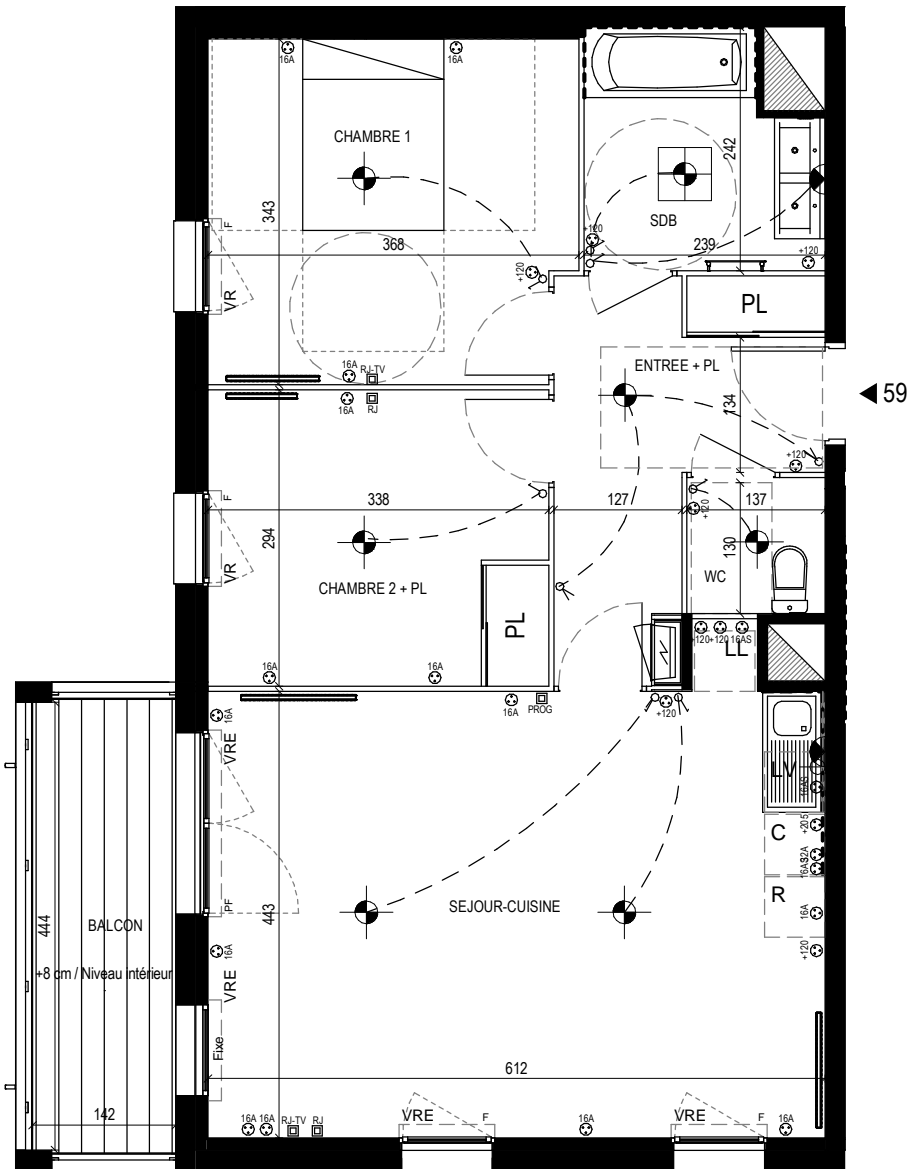 16A
16A
CHAMBRE 1
242
343
SDB
+120
368
239
+120
+120
F
VR
PL
16A
RJ-TV
ENTREE + PL
16A
RJ
134
59
+120
F
338
127
137
+120
294
130
VR
CHAMBRE 2 + PL
WC
PL
+120
+120
16AS
LL
16A
16A
16A
PROG
+120
16A
VRE
LV
16AS
+205
C
32A
16AS
R
PF
443
SEJOUR-CUISINE
16A
444
BALCON
16A
+120
+8 cm / Niveau intérieur
VRE
Fixe
612
142
16A
16A
RJ-TV
RJ
VRE
F
16A
VRE
F
16A